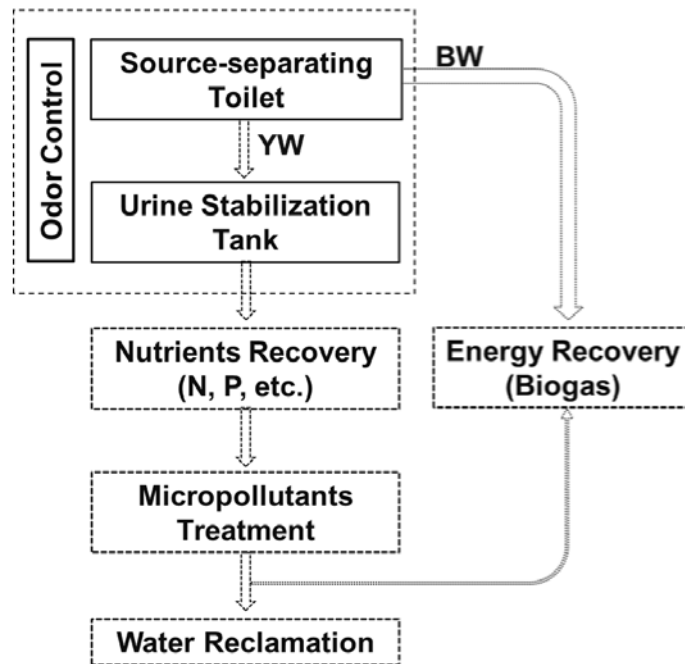 Odor Control
Source-separating
Toilet
BW
YW
Urine Stabilization
Tank
Nutrients Recovery
(N, P, etc.)
Energy Recovery
(Biogas)
Micropollutants
Treatment
Water Reclamation